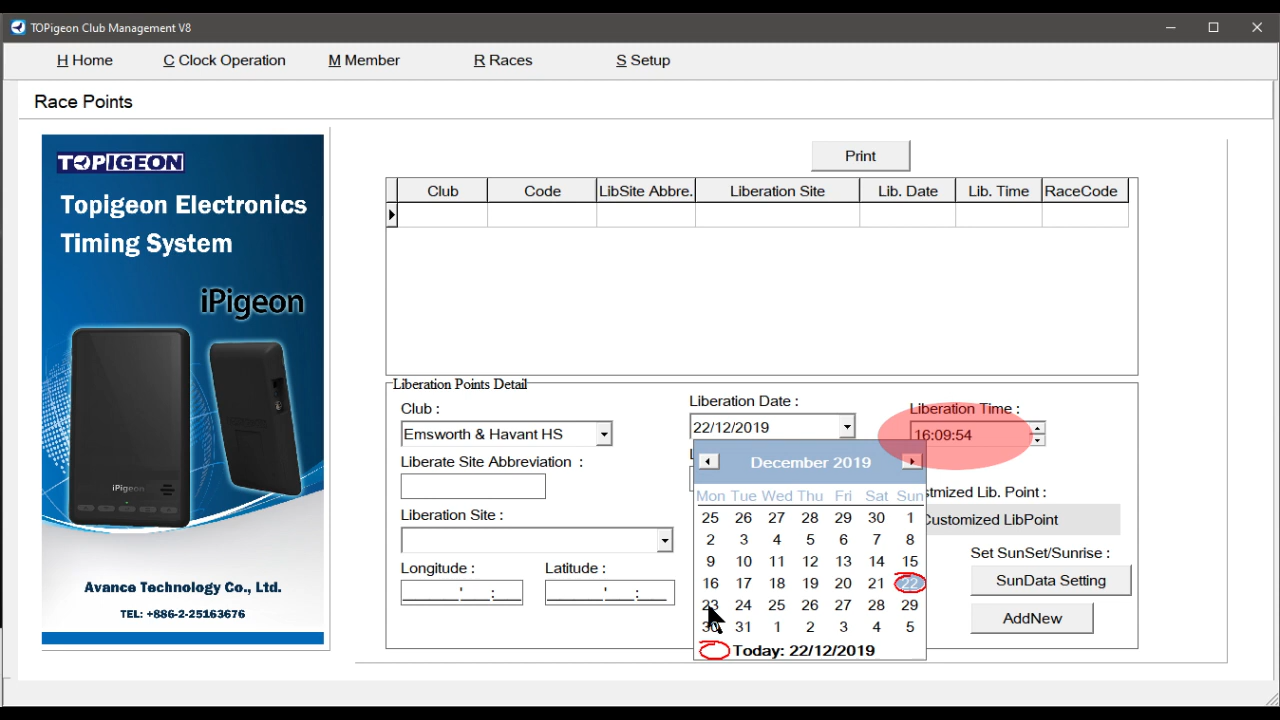 TOPigeon Club Management V8
H Home C Clock Operation M Member R Races S Setup
Race Points
TOPIGEON
Topigeon Electronics
Timing System
iPigeon
iPigeon
Avance Technology Co., Ltd.
TEL: +886-2-25163676
Print
Club Code LibSite Abbre. Liberation Site Lib. Date Lib. Time RaceCode
Liberation Points Detail
Club :
Emsworth & Havant HS
Liberate Site Abbreviation :
Liberation Site :
Longitude : Latitude :
______'___:___ ______'___:___
Liberation Date :
22/12/2019
December 2019
Mon Tue Wed Thu Fri Sat Sun
25 26 27 28 29 30 1
2 3 4 5 6 7 8
9 10 11 12 13 14 15
16 17 18 19 20 21 22
23 24 25 26 27 28 29
30 31 1 2 3 4 5
Today: 22/12/2019
Liberation Time :
16:09:54
stmized Lib. Point :
Customized LibPoint
Set SunSet/Sunrise :
SunData Setting
AddNew